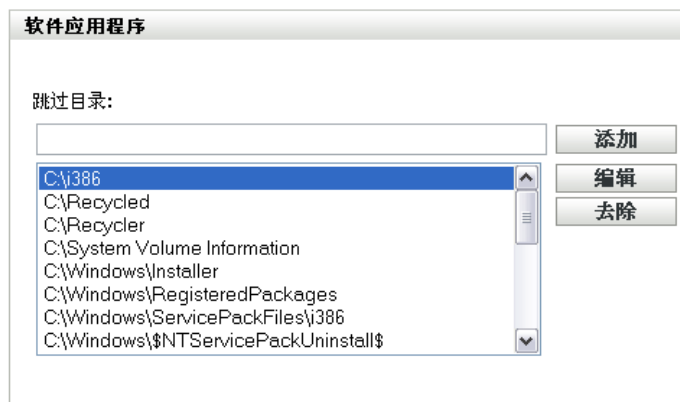 软件应用程序
跳过目录:
添加
C:\i386
C:\Recycled
C:\Recycler
C:\System Volume Information
C:\Windows\Installer
C:\Windows\RegisteredPackages
C:\Windows\ServicePackFiles\i386
C:\Windows\$NTServicePackUninstall$
编辑
去除